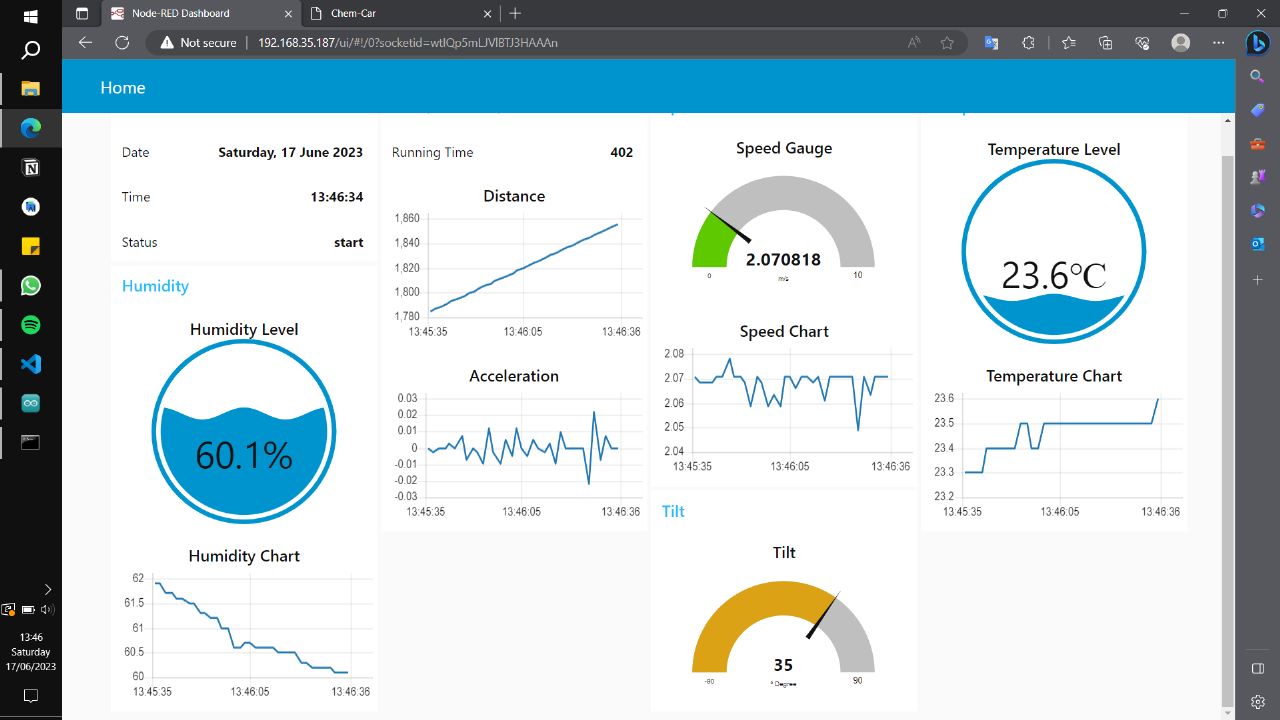 Node-RED Dashboard
Chem-Car
Not secure
192.168.35.187/ui/#!/0?socketid=wtIQp5mLJVlBTJ3HAAAn
Home
Date
Saturday, 17 June 2023
Time
13:46:34
Status
start
Humidity
Humidity Level
60.1%
Humidity Chart
62
61.5
61
60.5
60
13:45:35 13:46:05 13:46:36
Running Time
402
Distance
1,860
1,840
1,820
1,800
1,780
13:45:35 13:46:05 13:46:36
Acceleration
0.03
0.02
0.01
0
-0.01
-0.02
-0.03
13:45:35 13:46:05 13:46:36
Speed Gauge
2.070818
0 m/s 10
Speed Chart
2.08
2.07
2.06
2.05
2.04
13:45:35 13:46:05 13:46:36
Tilt
Tilt
35
-90 ° Degree 90
Temperature Level
23.6°C
Temperature Chart
23.6
23.5
23.4
23.3
23.2
13:45:35 13:46:05 13:46:36
13:46
Saturday
17/06/2023